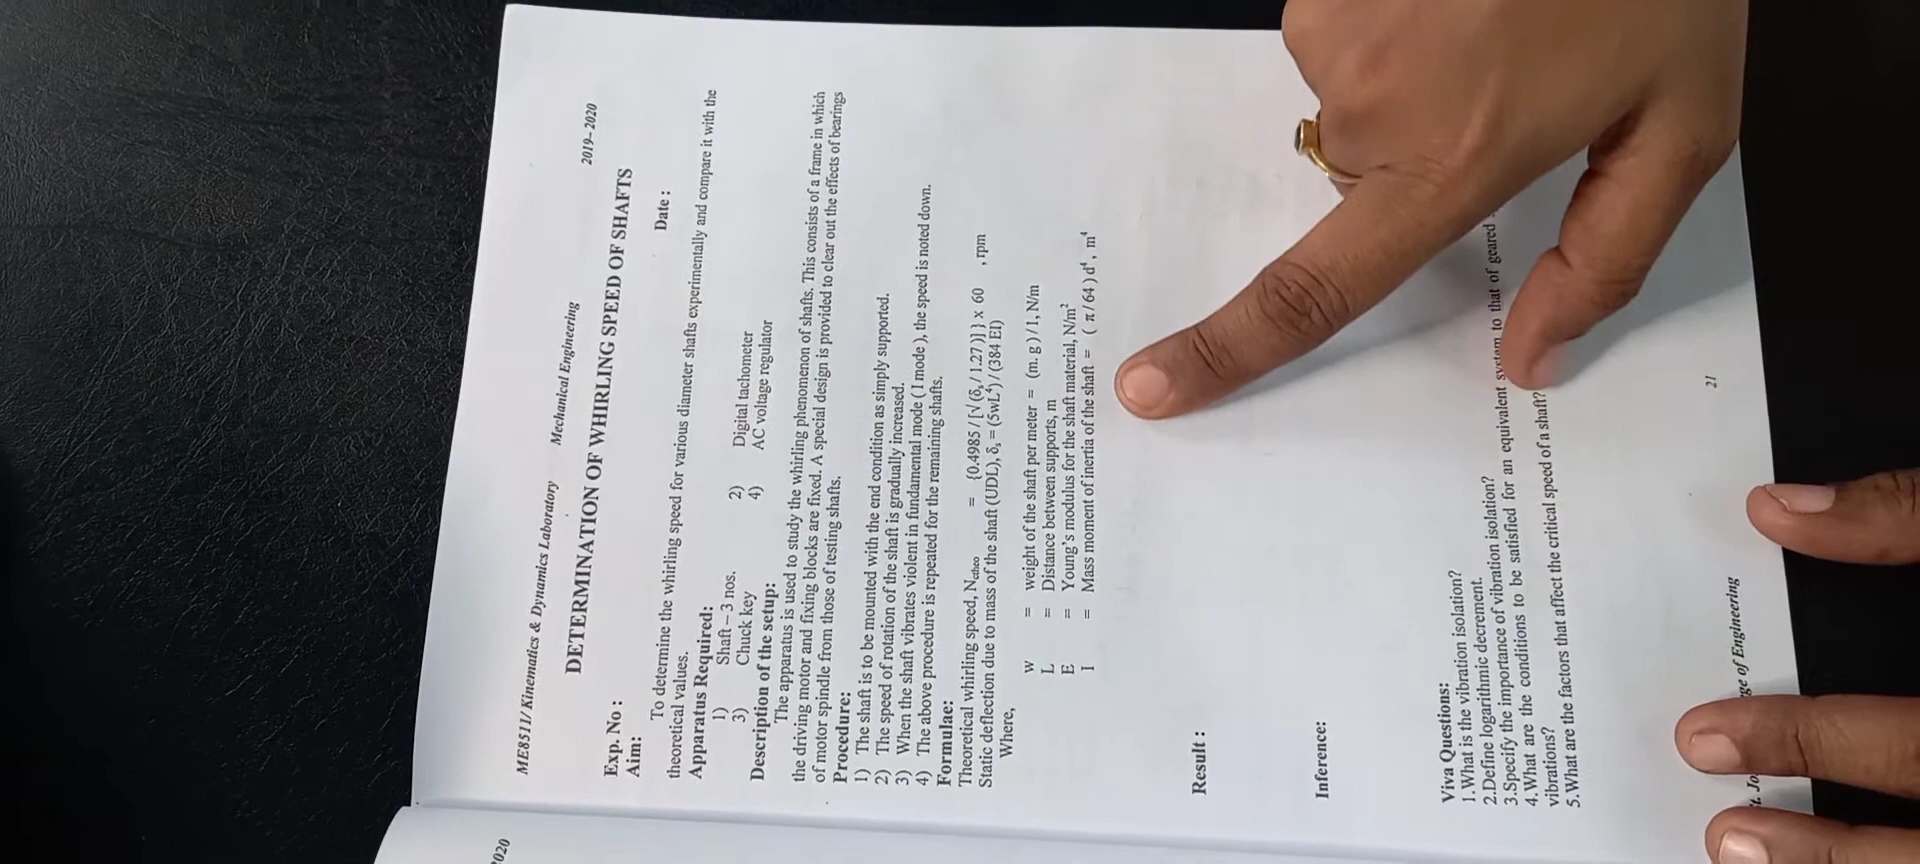 ME8511/ Kinematics & Dynamics Laboratory Mechanical Engineering 2019-2020
DETERMINATION OF WHIRLING SPEED OF SHAFTS
Exp. No : Date :
Aim:
To determine the whirling speed for various diameter shafts experimentally and compare it with the
theoretical values.
Apparatus Required:
1) Shaft – 3 nos. 2) Digital tachometer
3) Chuck key 4) AC voltage regulator
Description of the setup:
The apparatus is used to study the whirling phenomenon of shafts. This consists of a frame in which
the driving motor and fixing blocks are fixed. A special design is provided to clear out the effects of bearings
of motor spindle from those of testing shafts.
Procedure:
1) The shaft is to be mounted with the end condition as simply supported.
2) The speed of rotation of the shaft is gradually increased.
3) When the shaft vibrates violent in fundamental mode ( I mode ), the speed is noted down.
4) The above procedure is repeated for the remaining shafts.
Formulae:
Theoretical whirling speed, Nctheo = {0.4985 / [√ (δs / 1.27 )] } x 60 , rpm
Static deflection due to mass of the shaft (UDL), δs = (5wL⁴) / (384 EI)
Where,
w = weight of the shaft per meter = (m. g ) / 1, N/m
L = Distance between supports, m
E = Young's modulus for the shaft material, N/m²
I = Mass moment of inertia of the shaft = ( π / 64 ) d⁴, m⁴
Result :
Inference:
Viva Questions:
1.What is the vibration isolation?
2.Define logarithmic decrement.
3.Specify the importance of vibration isolation?
4.What are the conditions to be satisfied for an equivalent system to that of geared
vibrations?
5.What are the factors that affect the critical speed of a shaft?
of Engineering 21
2020